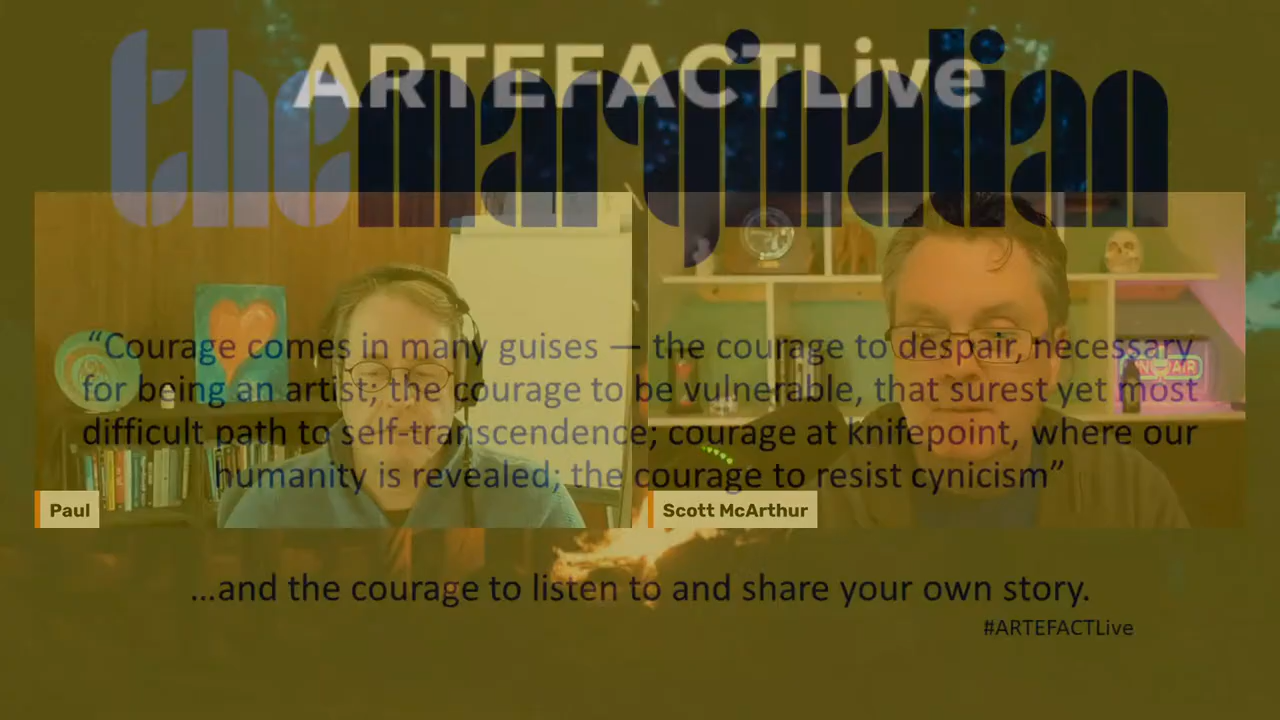 ARTEFACTLive
themarginalian
“Courage comes in many guises — the courage to despair, necessary
for being an artist; the courage to be vulnerable, that surest yet most
difficult path to self-transcendence; courage at knifepoint, where our
humanity is revealed; the courage to resist cynicism”
ON AIR
Paul
Scott McArthur
...and the courage to listen to and share your own story.
#ARTEFACTLive